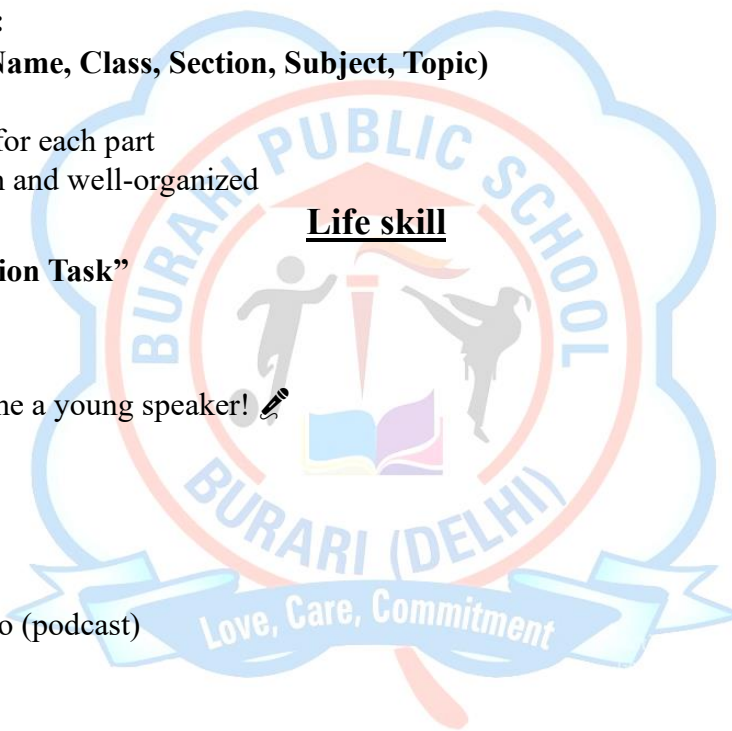 :
Name, Class, Section, Subject, Topic)
for each part
and well-organized
Life skill
ion Task”
a young speaker!
(podcast)
BURARI PUBLIC SCHOOL
BURARI (DELHI)
Love, Care, Commitment